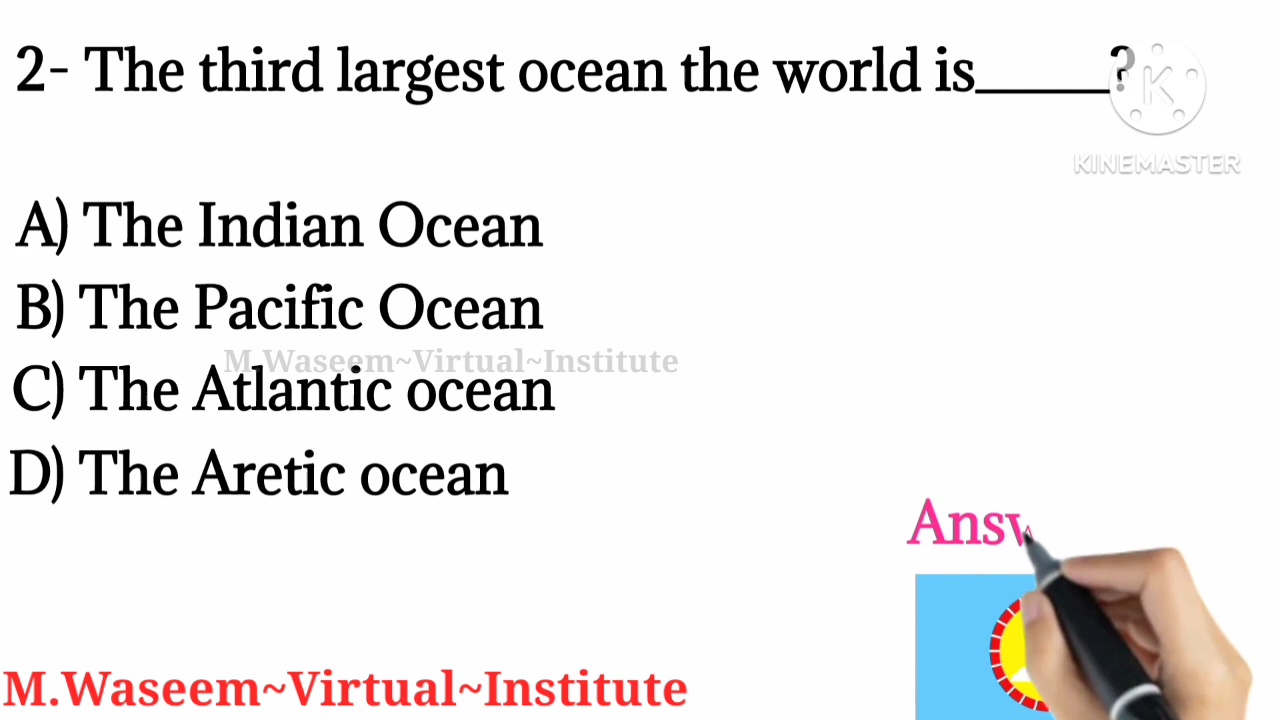 2- The third largest ocean the world is_____?
KINEMASTER
A) The Indian Ocean
B) The Pacific Ocean
M.Waseem~Virtual~Institute
C) The Atlantic ocean
D) The Aretic ocean
Answ
M.Waseem~Virtual~Institute